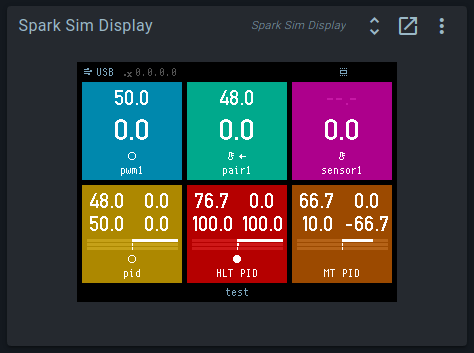 Spark Sim Display
Spark Sim Display
USB
0.0.0.0
50.0
0.0
pwm1
48.0
0.0
pair1
--.-
0.0
sensor1
48.0 0.0
50.0 0.0
pid
76.7 0.0
100.0 100.0
HLT PID
66.7 0.0
10.0 -66.7
MT PID
test